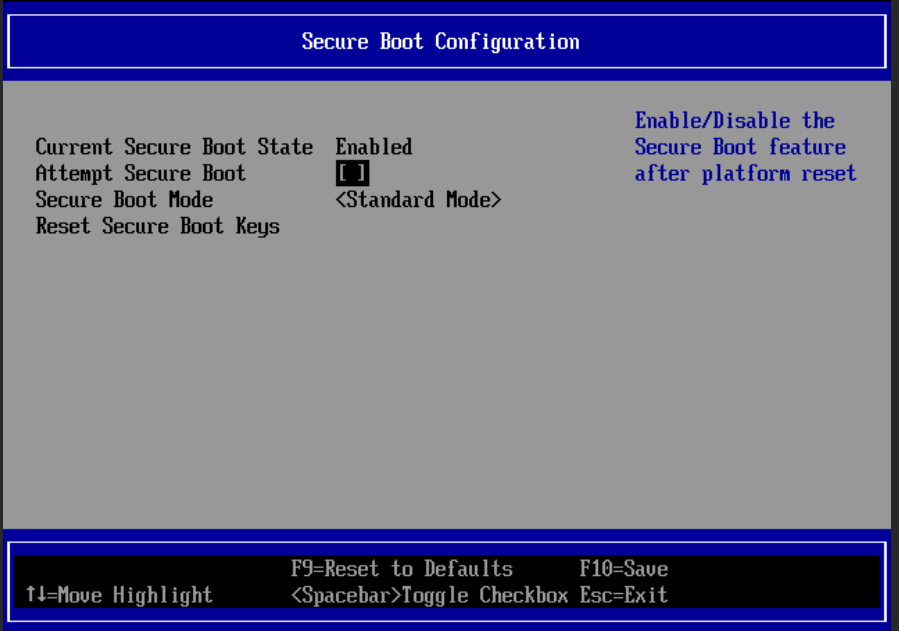 Secure Boot Configuration
Current Secure Boot State Enabled
Attempt Secure Boot [ ]
Secure Boot Mode <Standard Mode>
Reset Secure Boot Keys
Enable/Disable the
Secure Boot feature
after platform reset
F9=Reset to Defaults F10=Save
↑↓=Move Highlight <Spacebar>Toggle Checkbox Esc=Exit